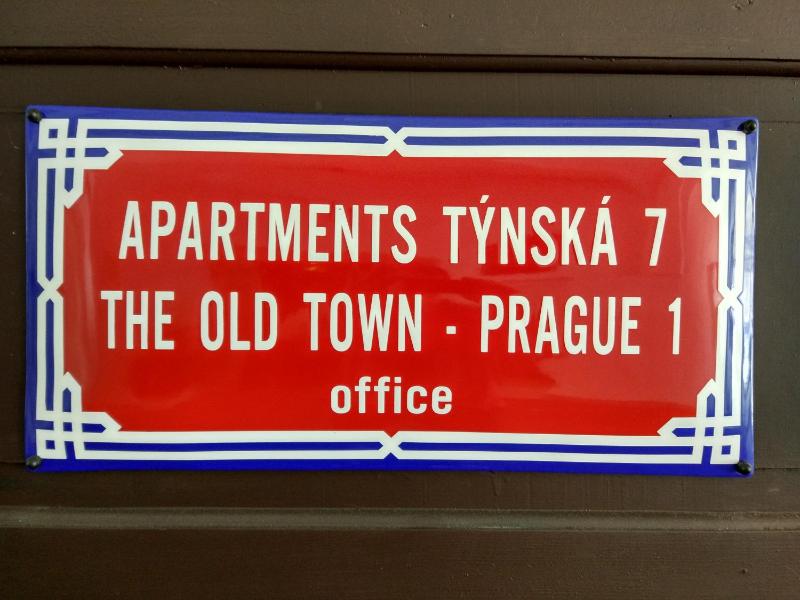 APARTMENTS TÝNSKÁ 7
THE OLD TOWN - PRAGUE 1
office